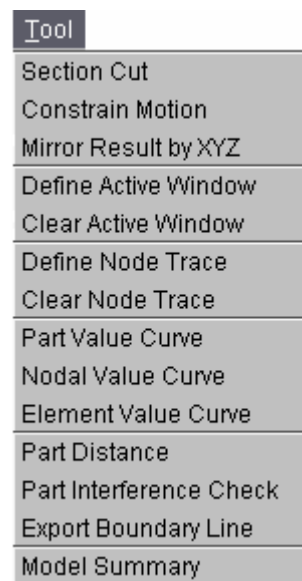 Tool
Section Cut
Constrain Motion
Mirror Result by XYZ
Define Active Window
Clear Active Window
Define Node Trace
Clear Node Trace
Part Value Curve
Nodal Value Curve
Element Value Curve
Part Distance
Part Interference Check
Export Boundary Line
Model Summary